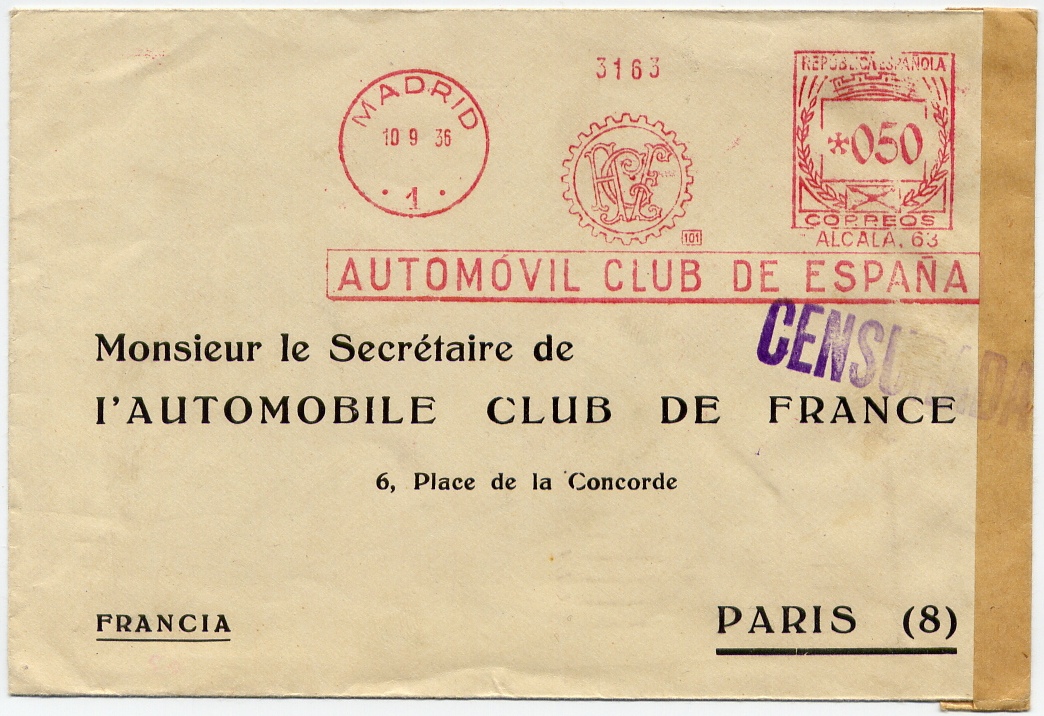 MADRID
10 9 36
1
3163
101
REPÚBLICA ESPAÑOLA
*050
CORREOS
ALCALA. 63
AUTOMÓVIL CLUB DE ESPAÑA
CENSURADA
Monsieur le Secrétaire de
l'AUTOMOBILE CLUB DE FRANCE
6, Place de la Concorde
FRANCIA
PARIS (8)